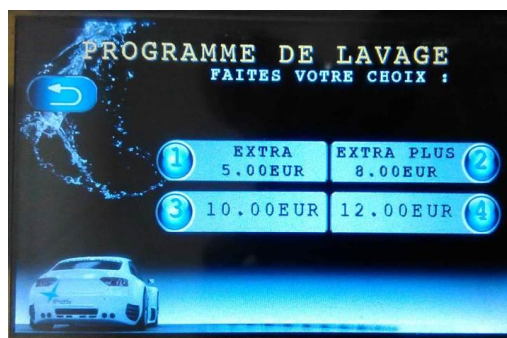 PROGRAMME DE LAVAGE
FAITES VOTRE CHOIX :
1 EXTRA 5.00EUR
EXTRA PLUS 8.00EUR 2
3 10.00EUR
12.00EUR 4